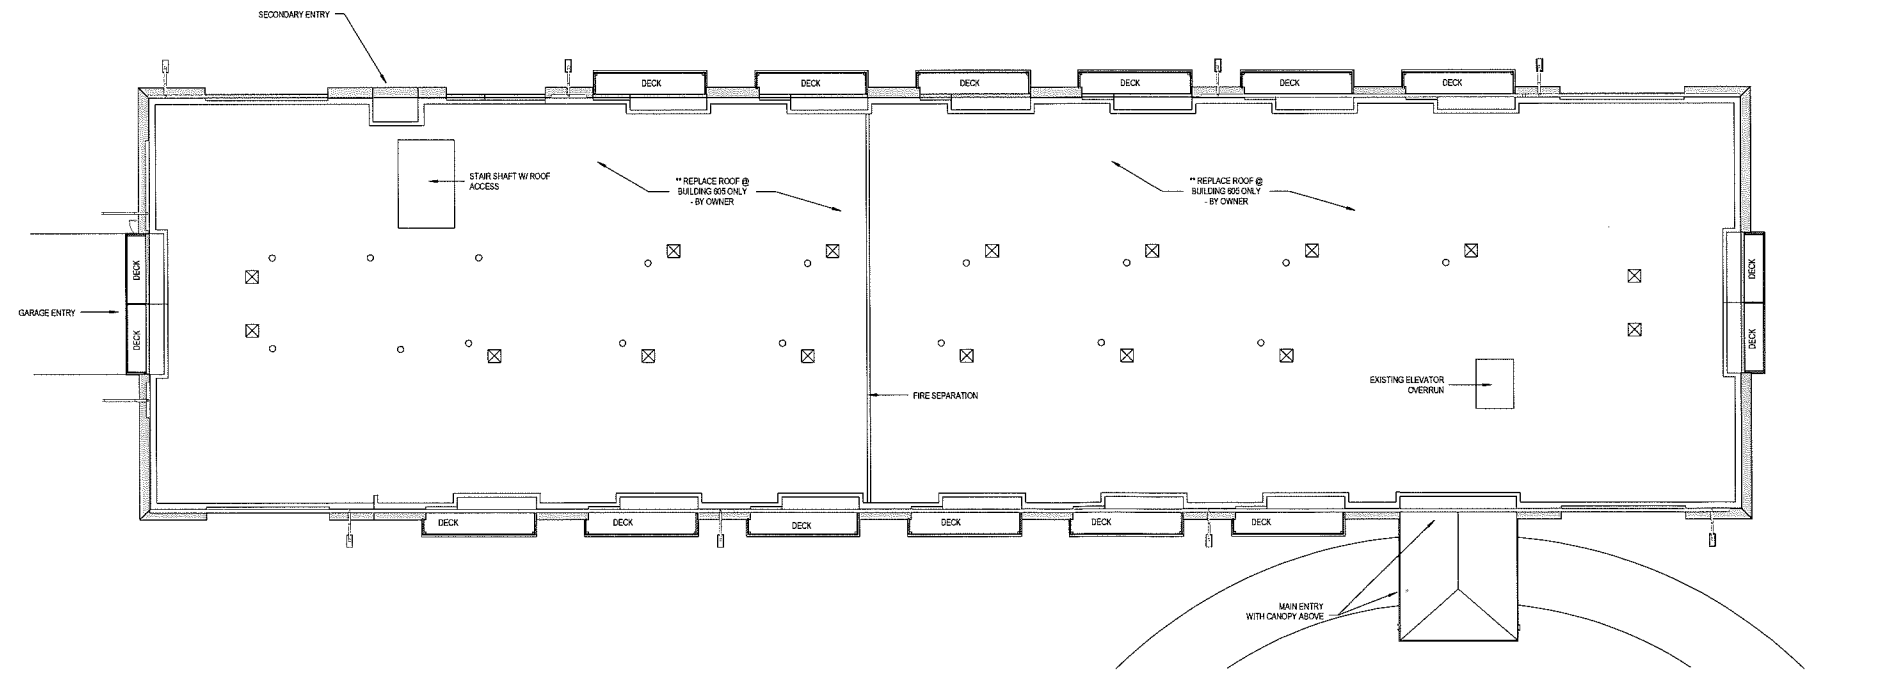 SECONDARY ENTRY
DECK
DECK
DECK
DECK
DECK
DECK
STAIR SHAFT W/ ROOF
ACCESS
** REPLACE ROOF @
BUILDING 605 ONLY
- BY OWNER
** REPLACE ROOF @
BUILDING 605 ONLY
- BY OWNER
DECK
DECK
GARAGE ENTRY
DECK
DECK
EXISTING ELEVATOR
OVERRUN
FIRE SEPARATION
DECK
DECK
DECK
DECK
DECK
DECK
MAIN ENTRY
WITH CANOPY ABOVE